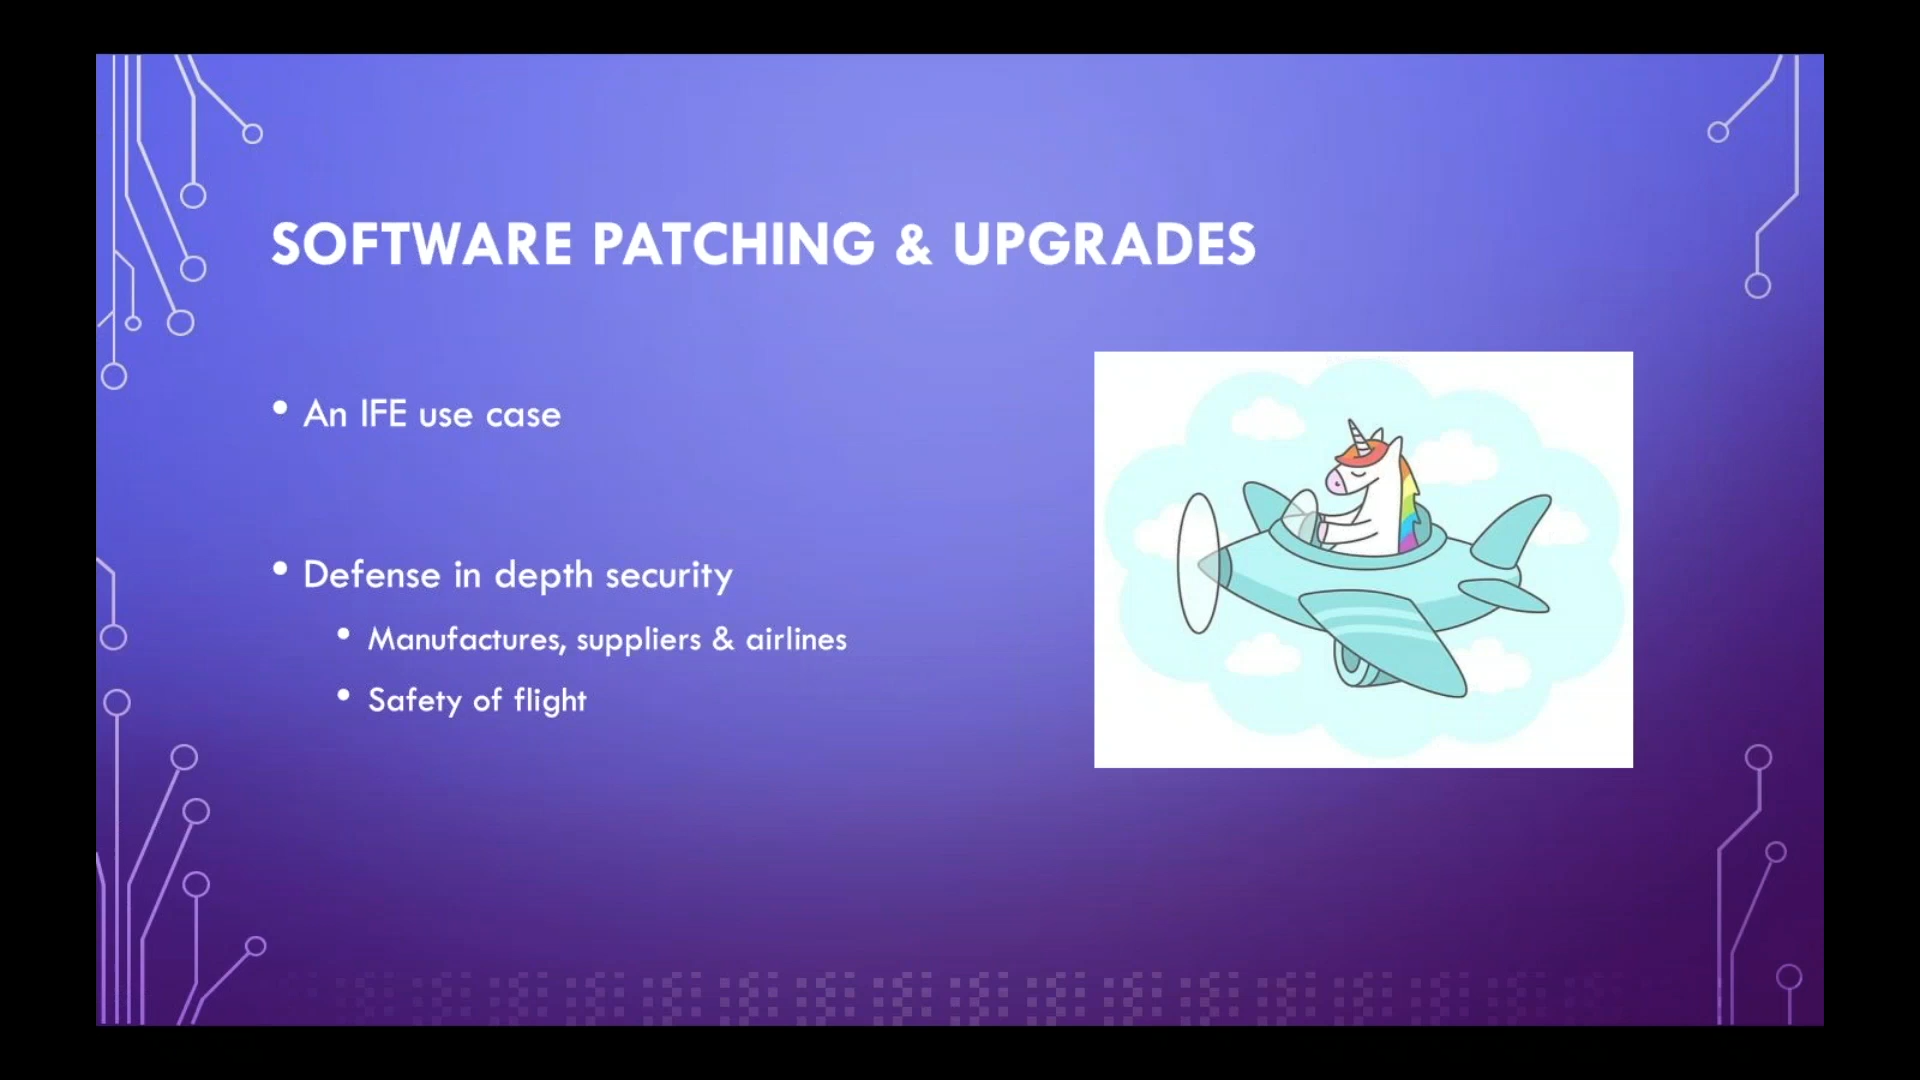 SOFTWARE PATCHING & UPGRADES
• An IFE use case
• Defense in depth security
• Manufactures, suppliers & airlines
• Safety of flight